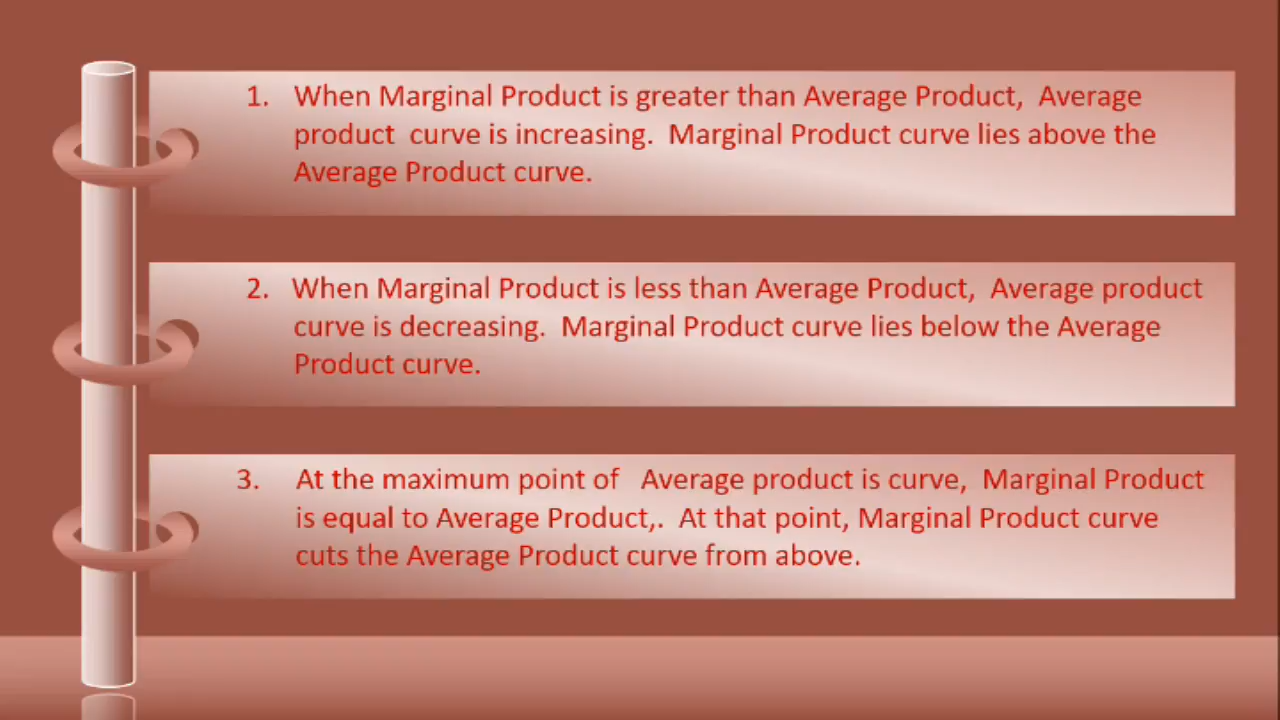 1. When Marginal Product is greater than Average Product, Average
product curve is increasing. Marginal Product curve lies above the
Average Product curve.
2. When Marginal Product is less than Average Product, Average product
curve is decreasing. Marginal Product curve lies below the Average
Product curve.
3. At the maximum point of Average product is curve, Marginal Product
is equal to Average Product,. At that point, Marginal Product curve
cuts the Average Product curve from above.